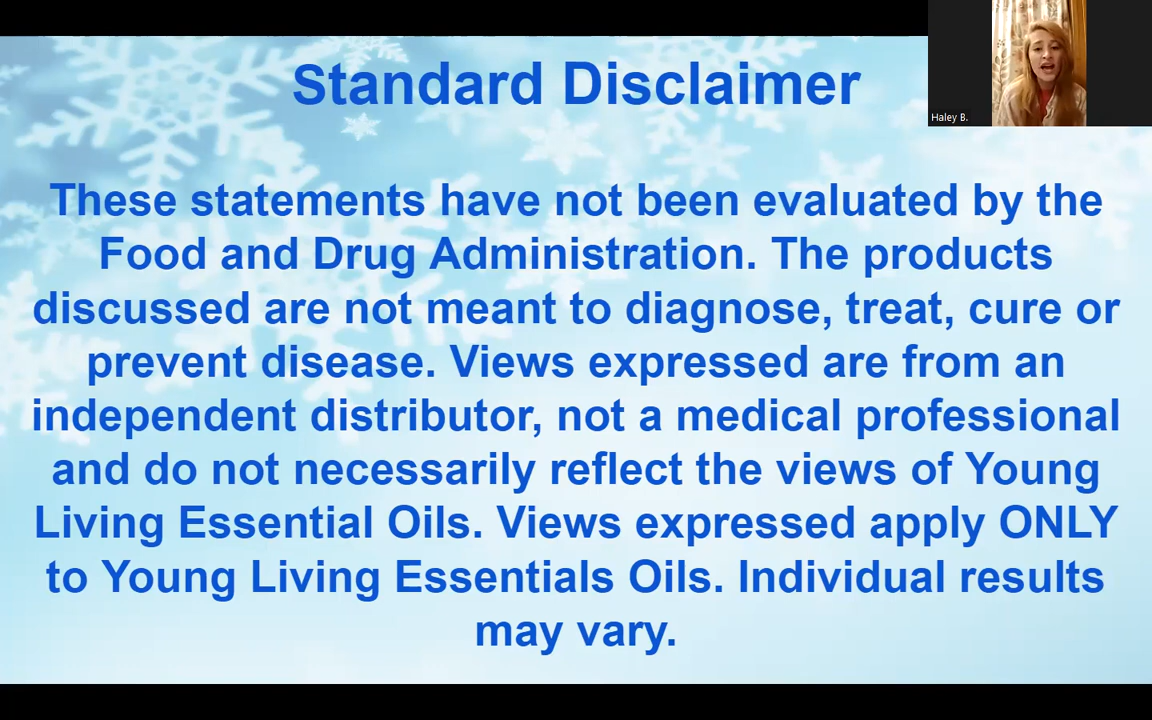 Standard Disclaimer
Haley B.
These statements have not been evaluated by the
Food and Drug Administration. The products
discussed are not meant to diagnose, treat, cure or
prevent disease. Views expressed are from an
independent distributor, not a medical professional
and do not necessarily reflect the views of Young
Living Essential Oils. Views expressed apply ONLY
to Young Living Essentials Oils. Individual results
may vary.